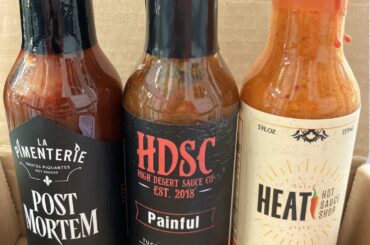 LA
PIMENTERIE
SAUCES PIQUANTES
HOT SAUCES
POST
MORTEM
HDSC
HIGH DESERT SAUCE CO.
EST. 2018
Painful
5 FL OZ
HEAT
HOT
SAUCE
SHOP